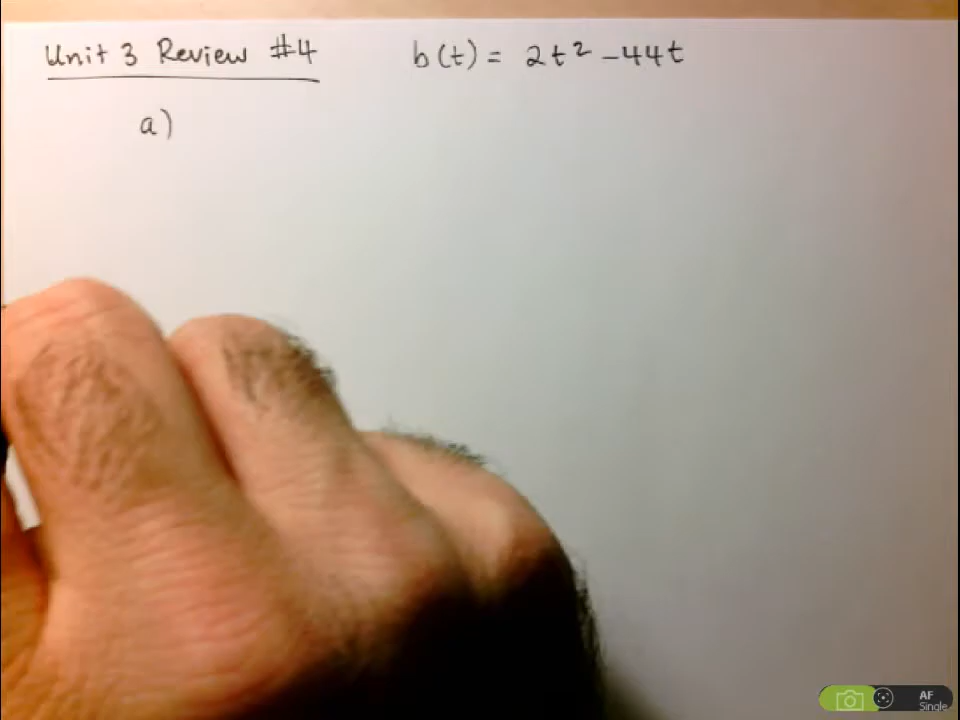 Unit 3 Review #4 b(t) = 2t² -44t
a)
AF
Single